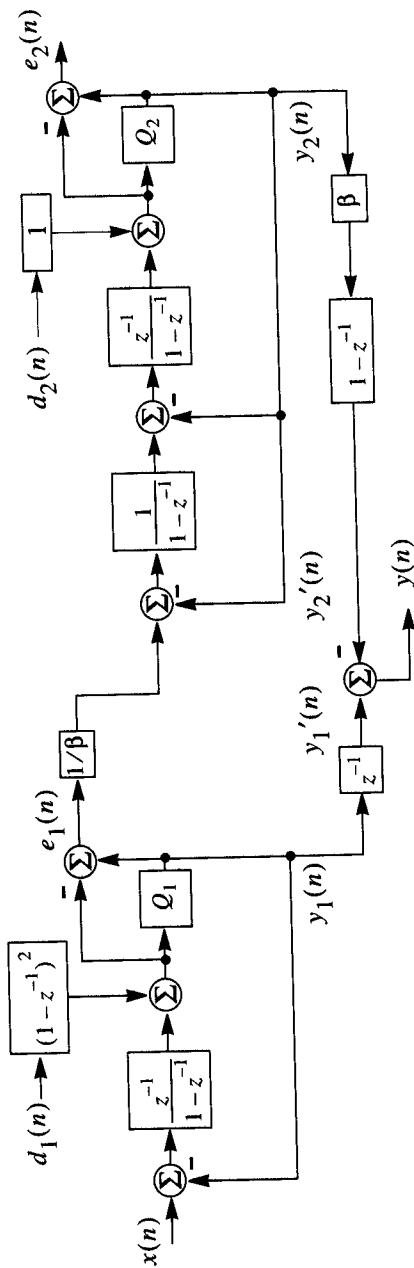 d₁(n)
(1 − z⁻¹)²
x(n)
Σ
−
z⁻¹
1 − z⁻¹
Σ
Q₁
−
Σ
e₁(n)
1/β
y₁(n)
Σ
−
1
1 − z⁻¹
Σ
−
z⁻¹
1 − z⁻¹
d₂(n)
1
Σ
Q₂
−
Σ
e₂(n)
y₂(n)
β
1 − z⁻¹
y₂′(n)
z⁻¹
y₁′(n)
Σ
−
y(n)